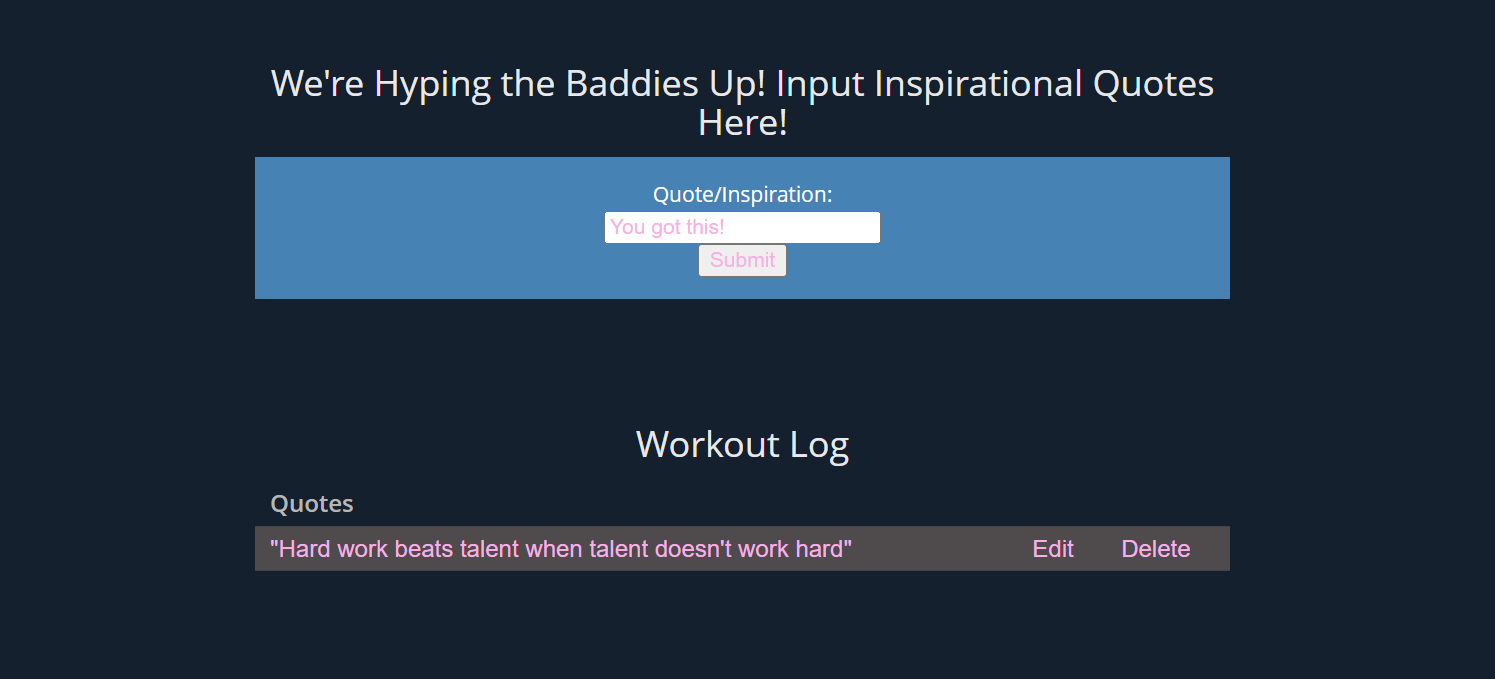 We're Hyping the Baddies Up! Input Inspirational Quotes
Here!
Quote/Inspiration:
You got this!
Submit
Workout Log
Quotes
"Hard work beats talent when talent doesn't work hard" Edit Delete